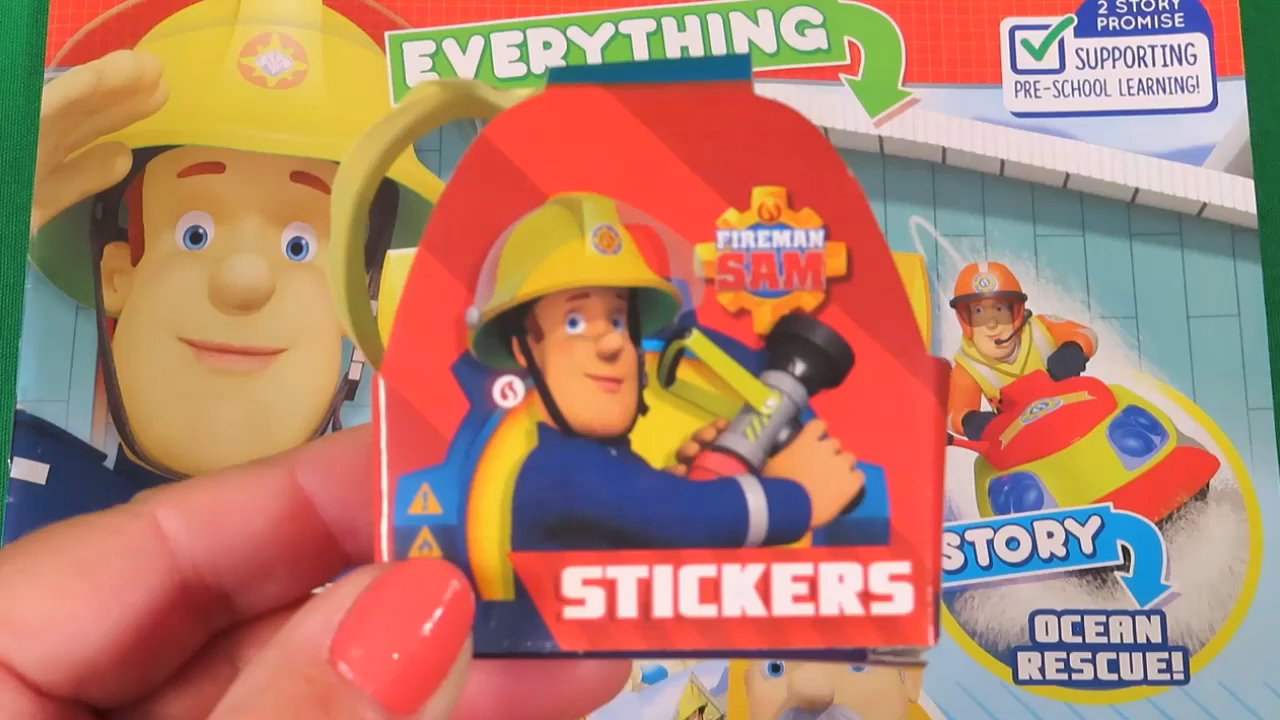 EVERYTHING
2 STORY
PROMISE
SUPPORTING
PRE-SCHOOL LEARNING!
FIREMAN
SAM
STICKERS
STORY
OCEAN
RESCUE!